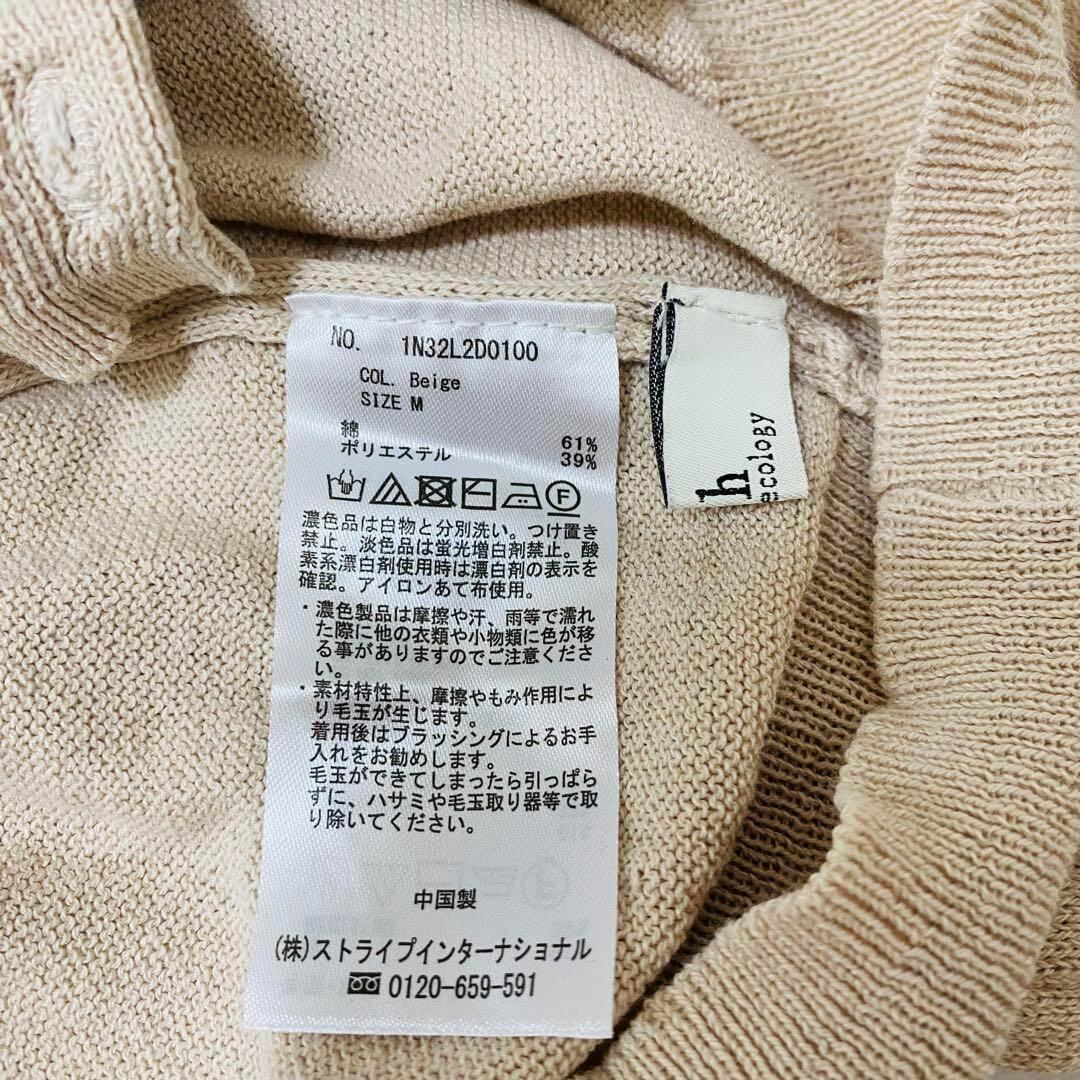 NO. 1N32L2D0100
COL. Beige
SIZE M
綿 61%
ポリエステル 39%
F
濃色品は白物と分別洗い。つけ置き
禁止。淡色品は蛍光増白剤禁止。酸
素系漂白剤使用時は漂白剤の表示を
確認。アイロンあて布使用。
・濃色製品は摩擦や汗、雨等で濡れ
た際に他の衣類や小物類に色が移
る事がありますのでご注意くださ
い。
・素材特性上、摩擦やもみ作用によ
り毛玉が生じます。
着用後はブラッシングによるお手
入れをお勧めします。
毛玉ができてしまったら引っぱら
ずに、ハサミや毛玉取り器等で取
り除いてください。
中国製
(株)ストライプインターナショナル
0120-659-591
h
ecology